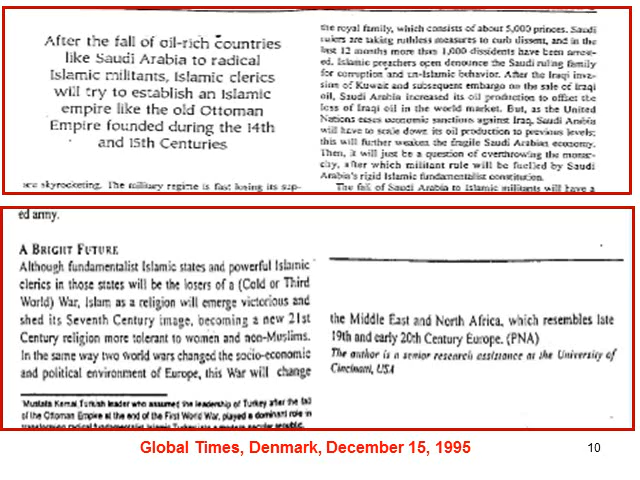 After the fall of oil-rich countries
like Saudi Arabia to radical
Islamic militants, Islamic clerics
will try to establish an Islamic
empire like the old Ottoman
Empire founded during the 14th
and 15th Centuries
are skyrocketing. The military regime is fast losing its sup-
the royal family, which consists of about 5,000 princes. Saudi
rulers are taking ruthless measures to curb dissent, and in the
last 12 months more than 1,000 dissidents have been arrest-
ed. Islamic preachers open denounce the Saudi ruling family
for corruption and un-Islamic behavior. After the Iraqi inva-
sion of Kuwait and subsequent embargo on the sale of Iraqi
oil, Saudi Arabia increased its oil production to offset the
loss of Iraqi oil in the world market. But, as the United
Nations eases economic sanctions against Iraq, Saudi Arabia
will have to scale down its oil production to previous levels;
this will further weaken the fragile Saudi Arabian economy.
Then, it will just be a question of overthrowing the monar-
chy, after which militant rule will be fuelled by Saudi
Arabia's rigid Islamic fundamentalist constitution.
The fall of Saudi Arabia to Islamic militants will have a
ed army.
A BRIGHT FUTURE
Although fundamentalist Islamic states and powerful Islamic
clerics in those states will be the losers of a (Cold or Third
World) War, Islam as a religion will emerge victorious and
shed its Seventh Century image, becoming a new 21st
Century religion more tolerant to women and non-Muslims.
In the same way two world wars changed the socio-economic
and political environment of Europe, this War will change
Mustafa Kemal Turkish leader who assumed the leadership of Turkey after the fall
of the Ottoman Empire at the end of the First World War, played a dominant role in
transforming radical fundamentalist Islamic Turkey into a modern secular republic.
the Middle East and North Africa, which resembles late
19th and early 20th Century Europe. (PNA)
The author is a senior research assistance at the University of
Cincinnati, USA
Global Times, Denmark, December 15, 1995
10